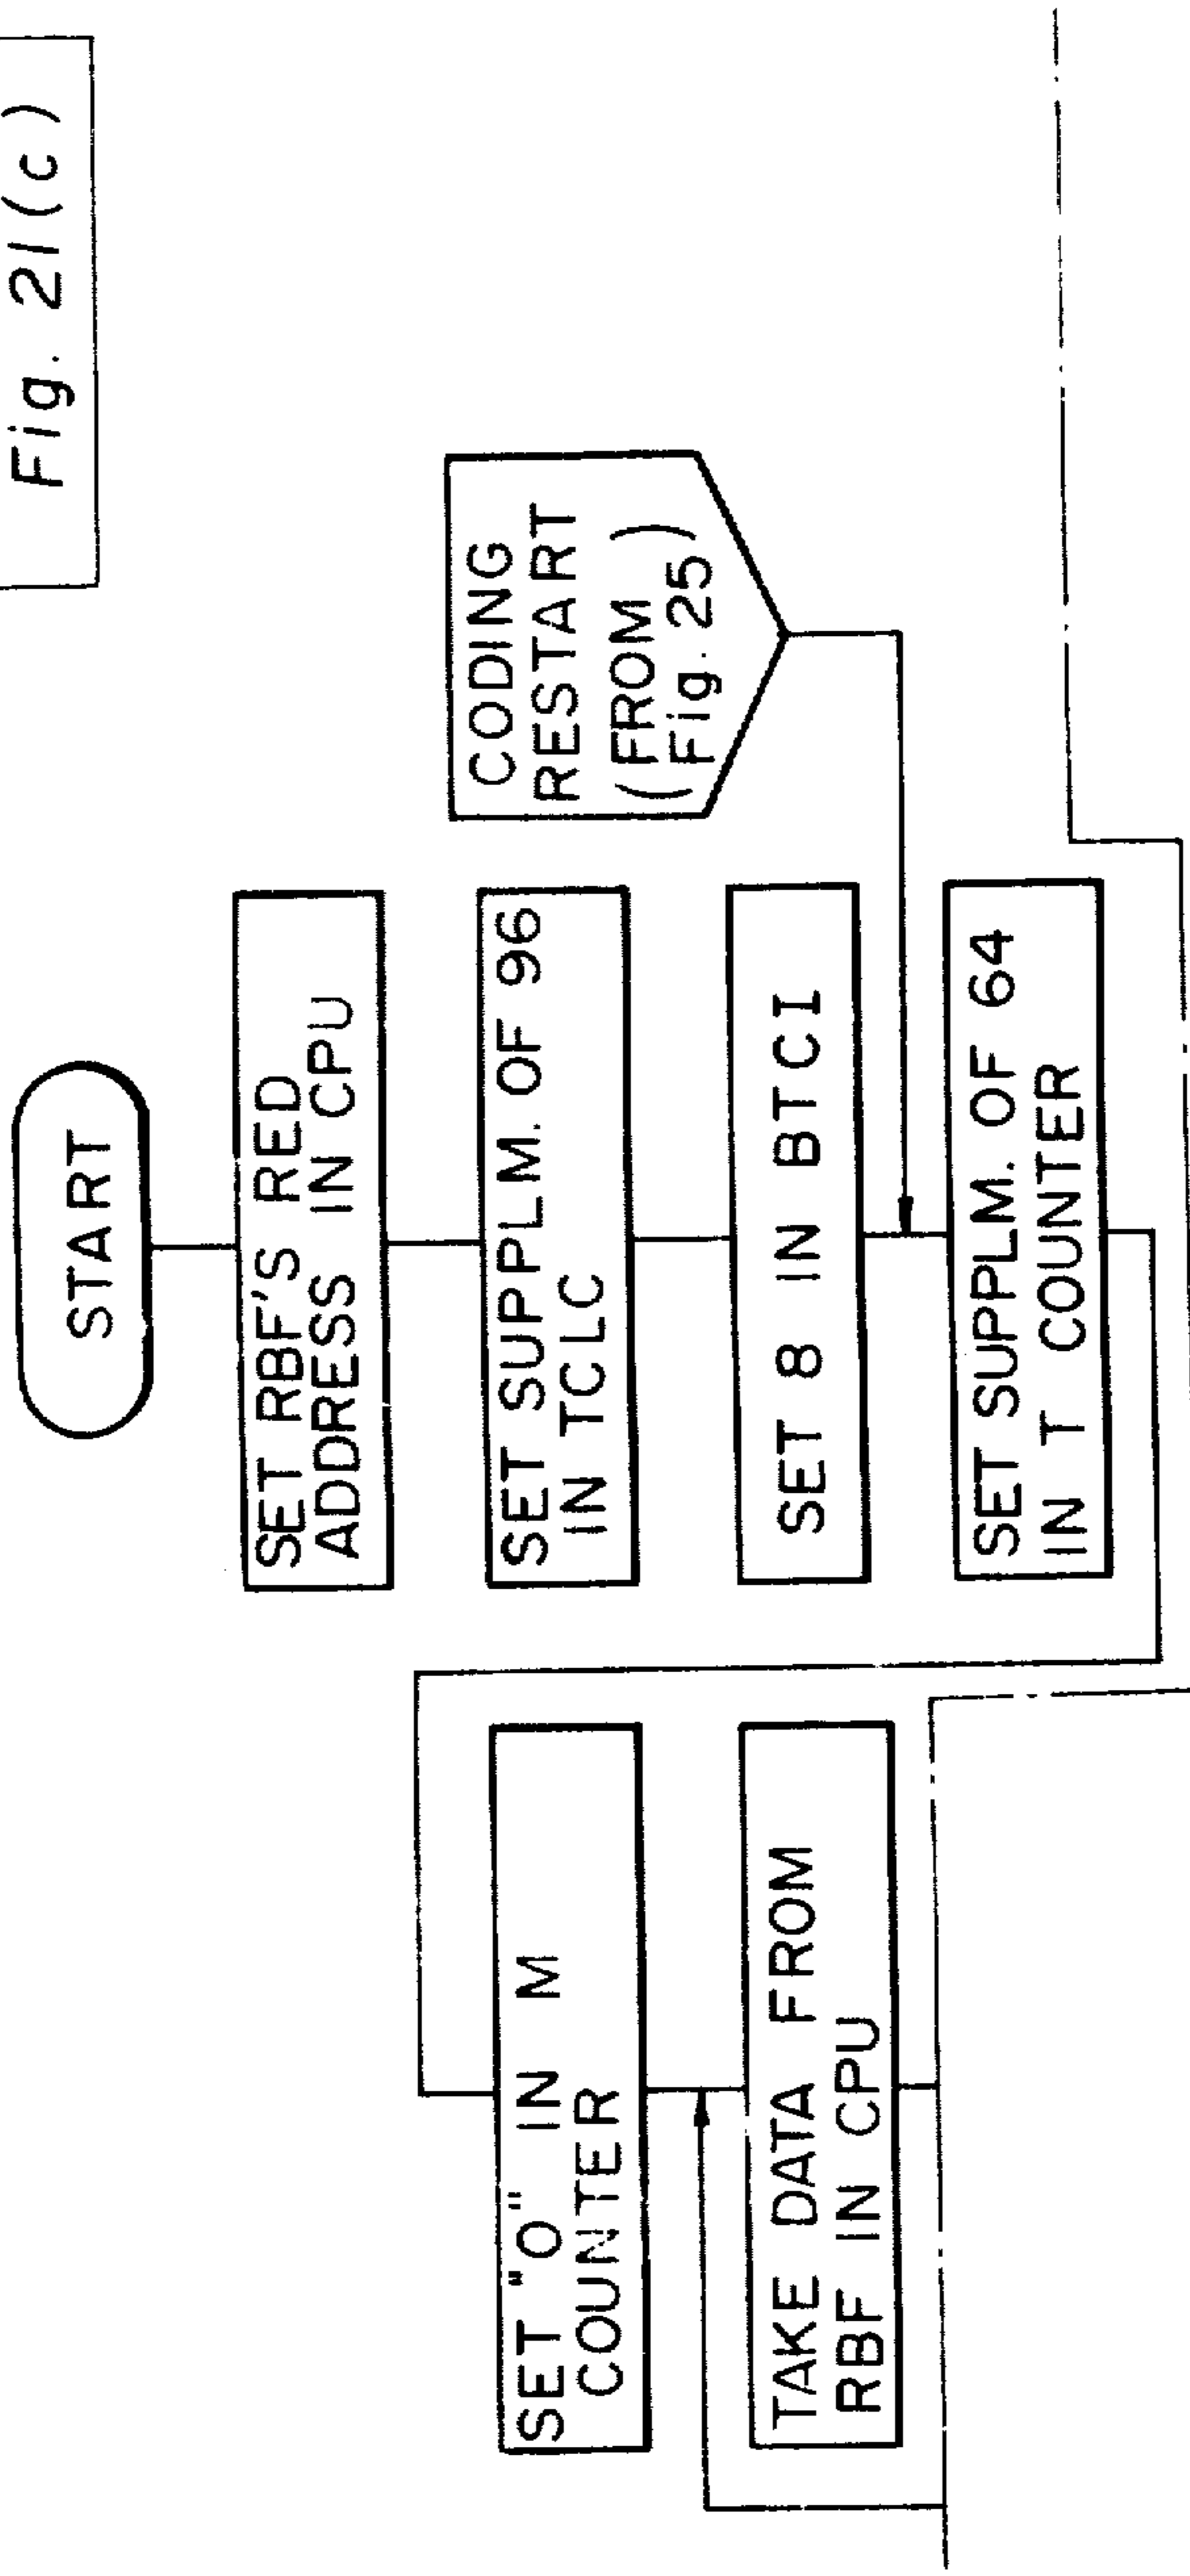 Fig. 21(c)
START
SET RBF'S RED
ADDRESS IN CPU
SET SUPPLM. OF 96
IN TCLC
SET 8 IN BTCI
CODING
RESTART
(FROM
Fig. 25)
SET SUPPLM. OF 64
IN T COUNTER
SET "0" IN M
COUNTER
TAKE DATA FROM
RBF IN CPU